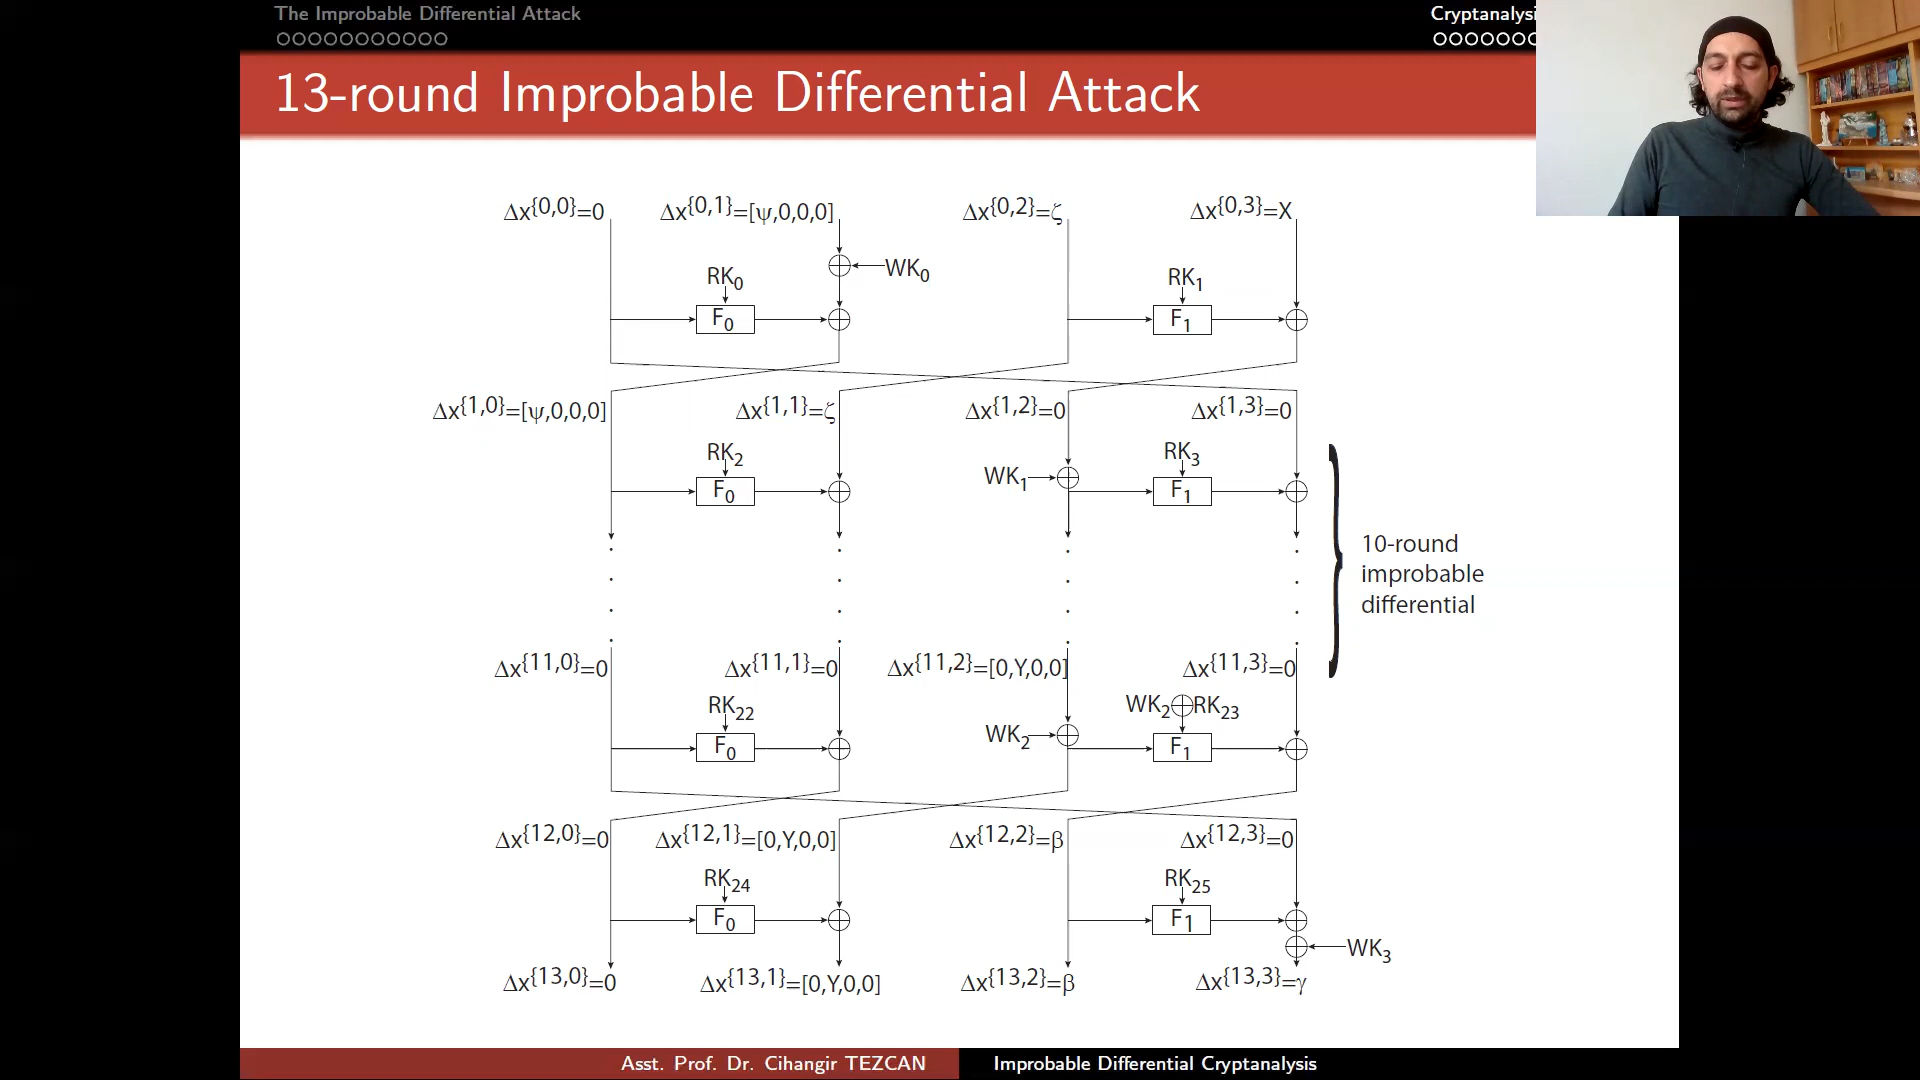 The Improbable Differential Attack
Cryptanalysi
13-round Improbable Differential Attack
Δx{0,0}=0 Δx{0,1}=[ψ,0,0,0] Δx{0,2}=ζ Δx{0,3}=X
WK0
RK0 RK1
F0 F1
Δx{1,0}=[ψ,0,0,0] Δx{1,1}=ζ Δx{1,2}=0 Δx{1,3}=0
RK2 RK3
WK1
F0 F1
10-round
improbable
differential
Δx{11,0}=0 Δx{11,1}=0 Δx{11,2}=[0,Y,0,0] Δx{11,3}=0
RK22 WK2⊕RK23
WK2
F0 F1
Δx{12,0}=0 Δx{12,1}=[0,Y,0,0] Δx{12,2}=β Δx{12,3}=0
RK24 RK25
F0 F1
WK3
Δx{13,0}=0 Δx{13,1}=[0,Y,0,0] Δx{13,2}=β Δx{13,3}=γ
Asst. Prof. Dr. Cihangir TEZCAN Improbable Differential Cryptanalysis